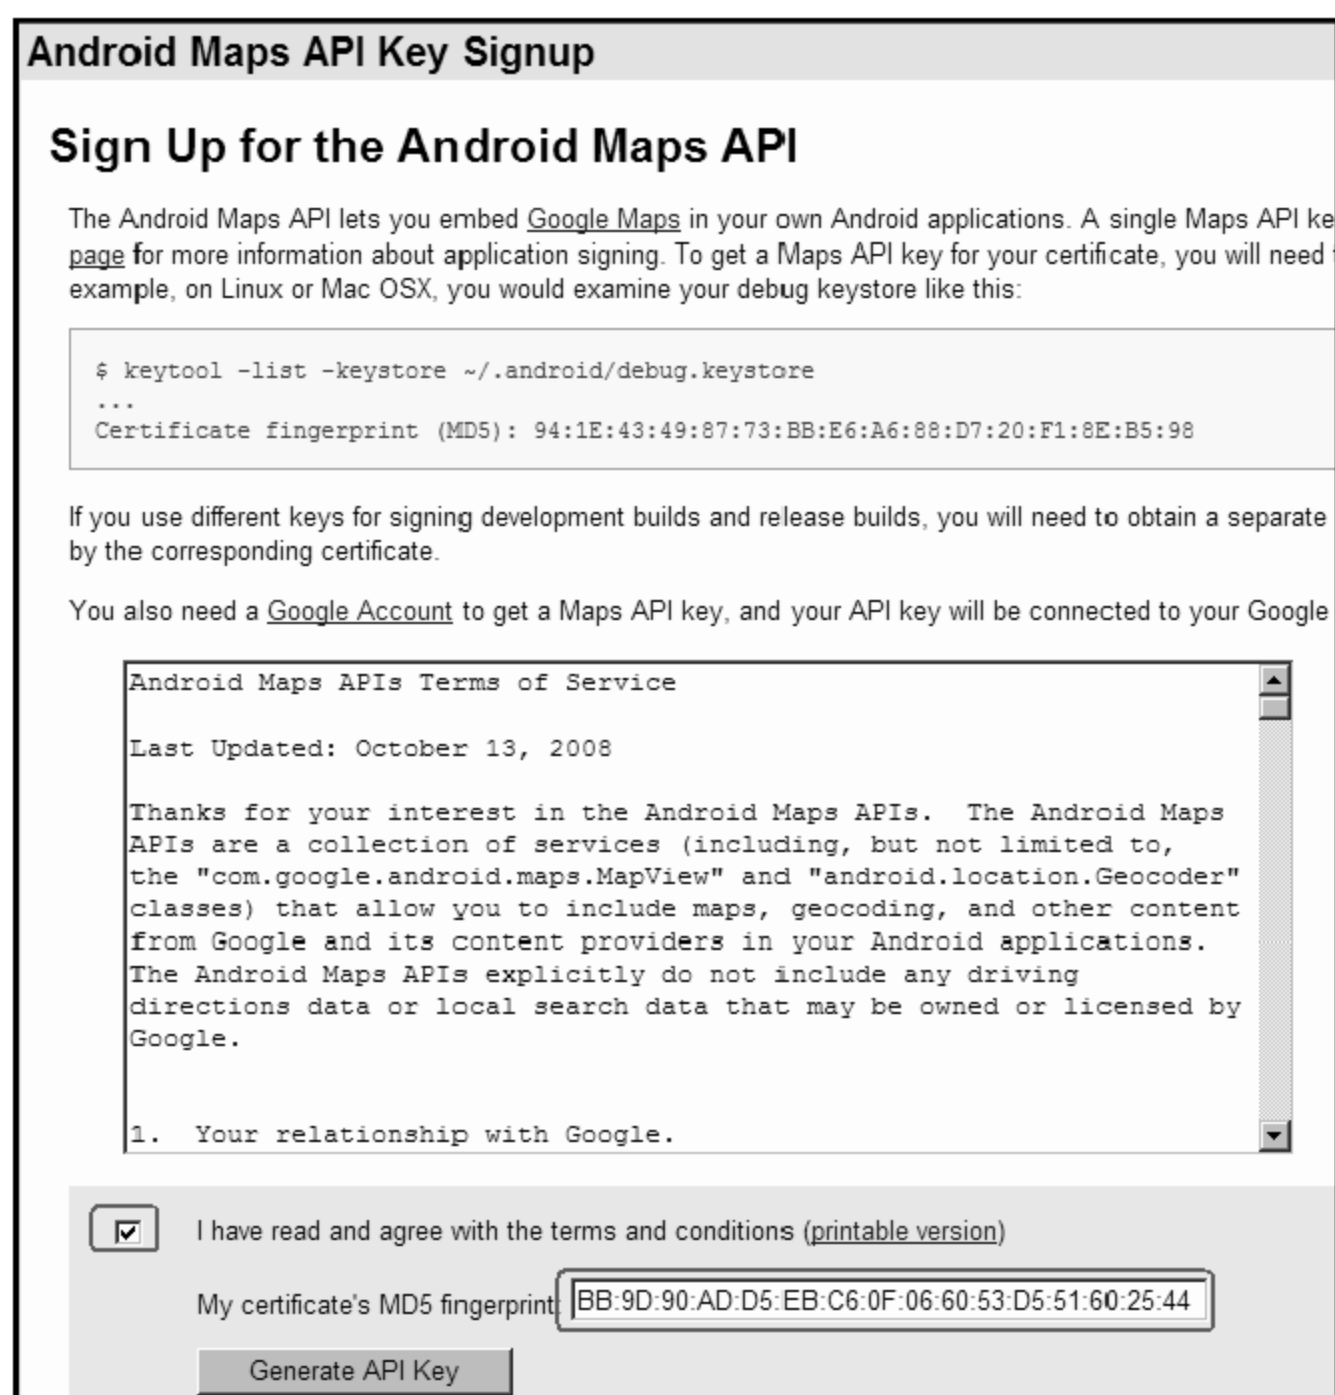 Android Maps API Key Signup
Sign Up for the Android Maps API
The Android Maps API lets you embed Google Maps in your own Android applications. A single Maps API ke
page for more information about application signing. To get a Maps API key for your certificate, you will need
example, on Linux or Mac OSX, you would examine your debug keystore like this:
$ keytool -list -keystore ~/.android/debug.keystore
...
Certificate fingerprint (MD5): 94:1E:43:49:87:73:BB:E6:A6:88:D7:20:F1:8E:B5:98
If you use different keys for signing development builds and release builds, you will need to obtain a separate
by the corresponding certificate.
You also need a Google Account to get a Maps API key, and your API key will be connected to your Google
Android Maps APIs Terms of Service
Last Updated: October 13, 2008
Thanks for your interest in the Android Maps APIs.  The Android Maps
APIs are a collection of services (including, but not limited to,
the "com.google.android.maps.MapView" and "android.location.Geocoder"
classes) that allow you to include maps, geocoding, and other content
from Google and its content providers in your Android applications.
The Android Maps APIs explicitly do not include any driving
directions data or local search data that may be owned or licensed by
Google.
1.  Your relationship with Google.
I have read and agree with the terms and conditions (printable version)
My certificate's MD5 fingerprint: BB:9D:90:AD:D5:EB:C6:0F:06:60:53:D5:51:60:25:44
Generate API Key